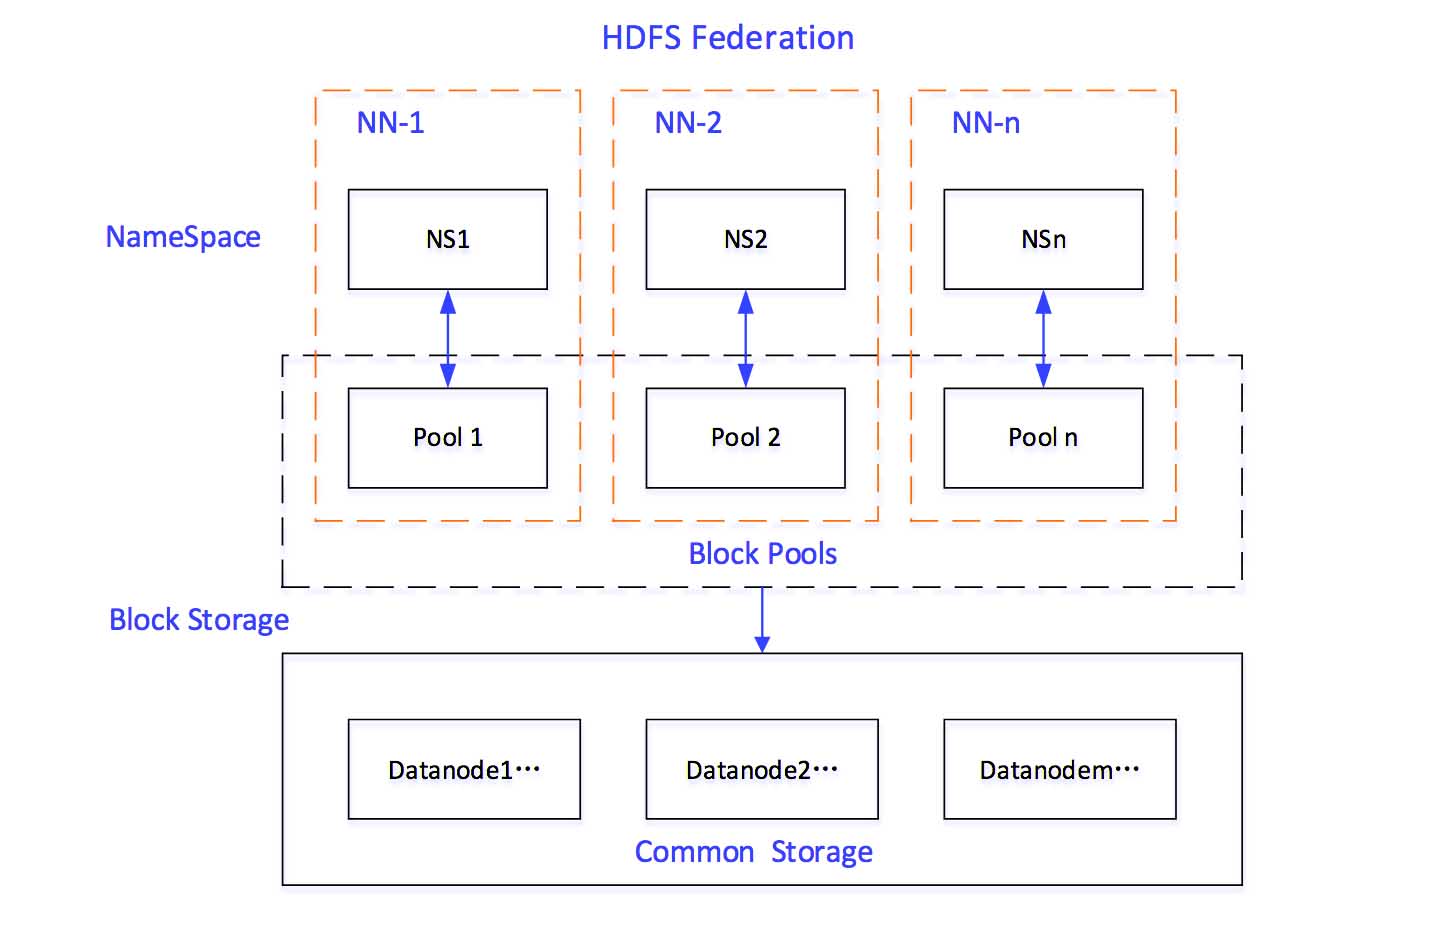 HDFS Federation
NN-1
NN-2
NN-n
NameSpace
NS1
NS2
NSn
Pool 1
Pool 2
Pool n
Block Pools
Block Storage
Datanode1···
Datanode2···
Datanodem···
Common Storage